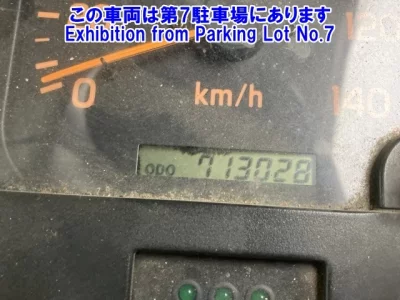 この車両は第7駐車場にあります
Exhibition from Parking Lot No.7
120
0 km/h 140
ODO 713028